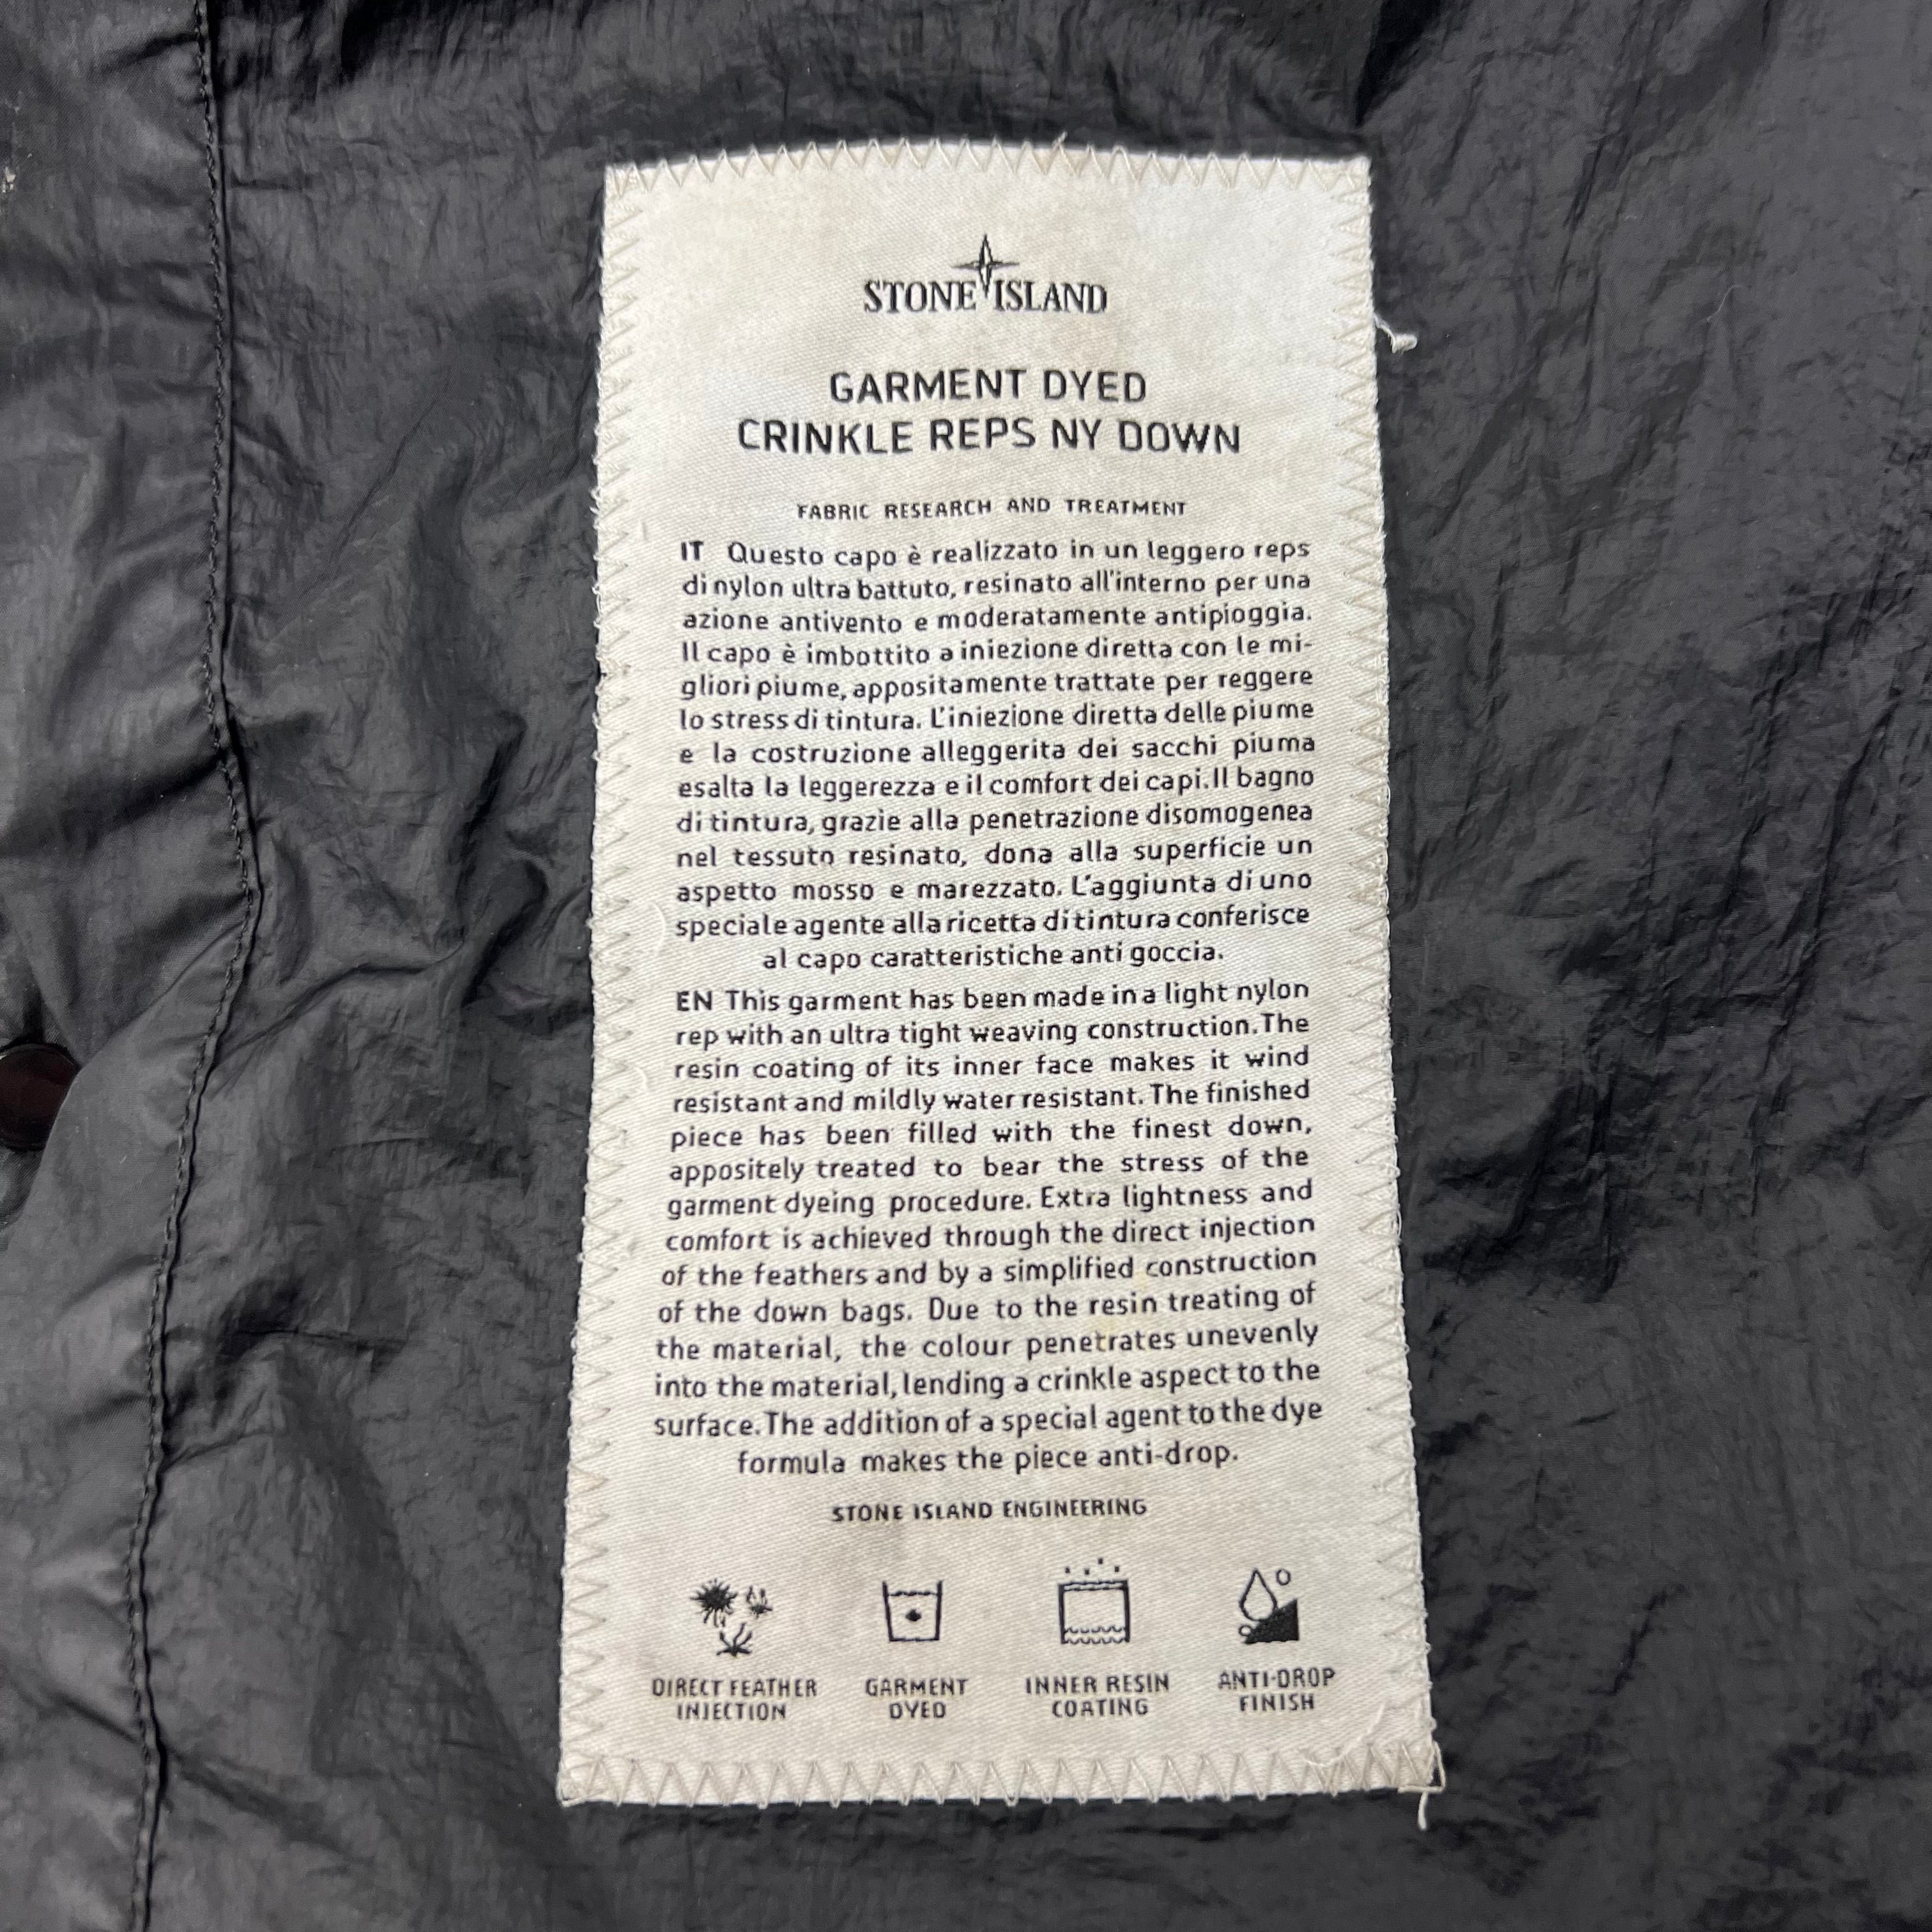 STONE ISLAND
GARMENT DYED
CRINKLE REPS NY DOWN
FABRIC RESEARCH AND TREATMENT
IT Questo capo è realizzato in un leggero reps
di nylon ultra battuto, resinato all'interno per una
azione antivento e moderatamente antipioggia.
Il capo è imbottito a iniezione diretta con le mi-
gliori piume, appositamente trattate per reggere
lo stress di tintura. L'iniezione diretta delle piume
e la costruzione alleggerita dei sacchi piuma
esalta la leggerezza e il comfort dei capi. Il bagno
di tintura, grazie alla penetrazione disomogenea
nel tessuto resinato, dona alla superficie un
aspetto mosso e marezzato. L'aggiunta di uno
speciale agente alla ricetta di tintura conferisce
al capo caratteristiche anti goccia.
EN This garment has been made in a light nylon
rep with an ultra tight weaving construction. The
resin coating of its inner face makes it wind
resistant and mildly water resistant. The finished
piece has been filled with the finest down,
appositely treated to bear the stress of the
garment dyeing procedure. Extra lightness and
comfort is achieved through the direct injection
of the feathers and by a simplified construction
of the down bags. Due to the resin treating of
the material, the colour penetrates unevenly
into the material, lending a crinkle aspect to the
surface. The addition of a special agent to the dye
formula makes the piece anti-drop.
STONE ISLAND ENGINEERING
DIRECT FEATHER
INJECTION
GARMENT
DYED
INNER RESIN
COATING
ANTI-DROP
FINISH